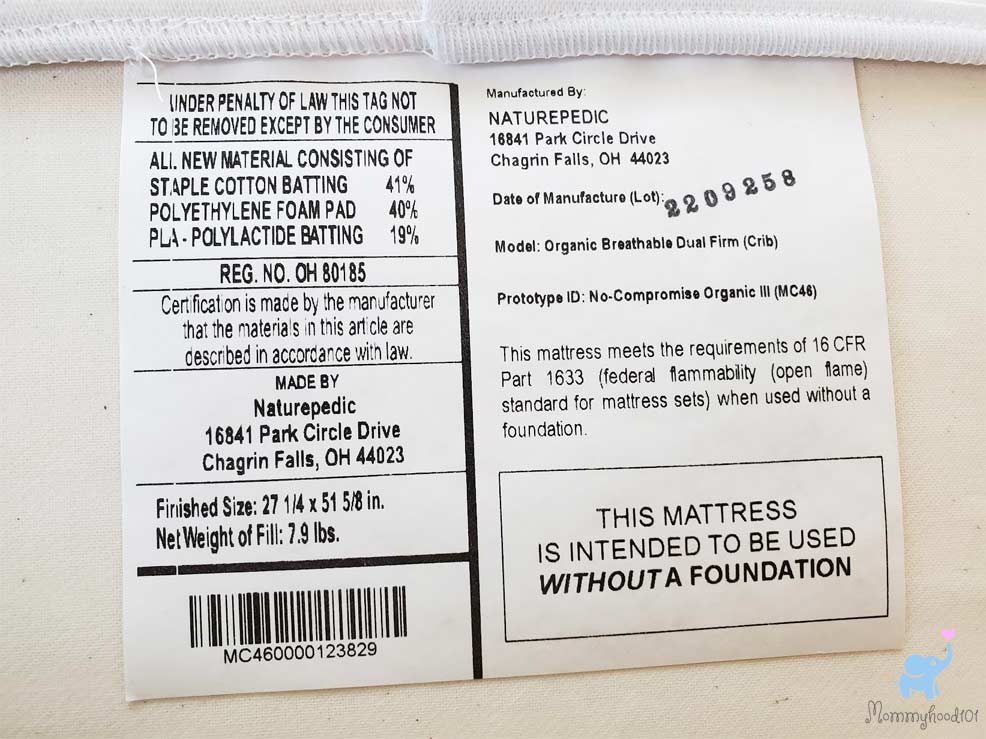 UNDER PENALTY OF LAW THIS TAG NOT
TO BE REMOVED EXCEPT BY THE CONSUMER
ALL NEW MATERIAL CONSISTING OF
STAPLE COTTON BATTING 41%
POLYETHYLENE FOAM PAD 40%
PLA - POLYLACTIDE BATTING 19%
REG. NO. OH 80185
Certification is made by the manufacturer
that the materials in this article are
described in accordance with law.
MADE BY
Naturepedic
16841 Park Circle Drive
Chagrin Falls, OH 44023
Finished Size: 27 1/4 x 51 5/8 in.
Net Weight of Fill: 7.9 lbs.
MC460000123829
Manufactured By:
NATUREPEDIC
16841 Park Circle Drive
Chagrin Falls, OH 44023
Date of Manufacture (Lot): 2209258
Model: Organic Breathable Dual Firm (Crib)
Prototype ID: No-Compromise Organic III (MC46)
This mattress meets the requirements of 16 CFR
Part 1633 (federal flammability (open flame)
standard for mattress sets) when used without a
foundation.
THIS MATTRESS
IS INTENDED TO BE USED
WITHOUT A FOUNDATION
Mommyhood101